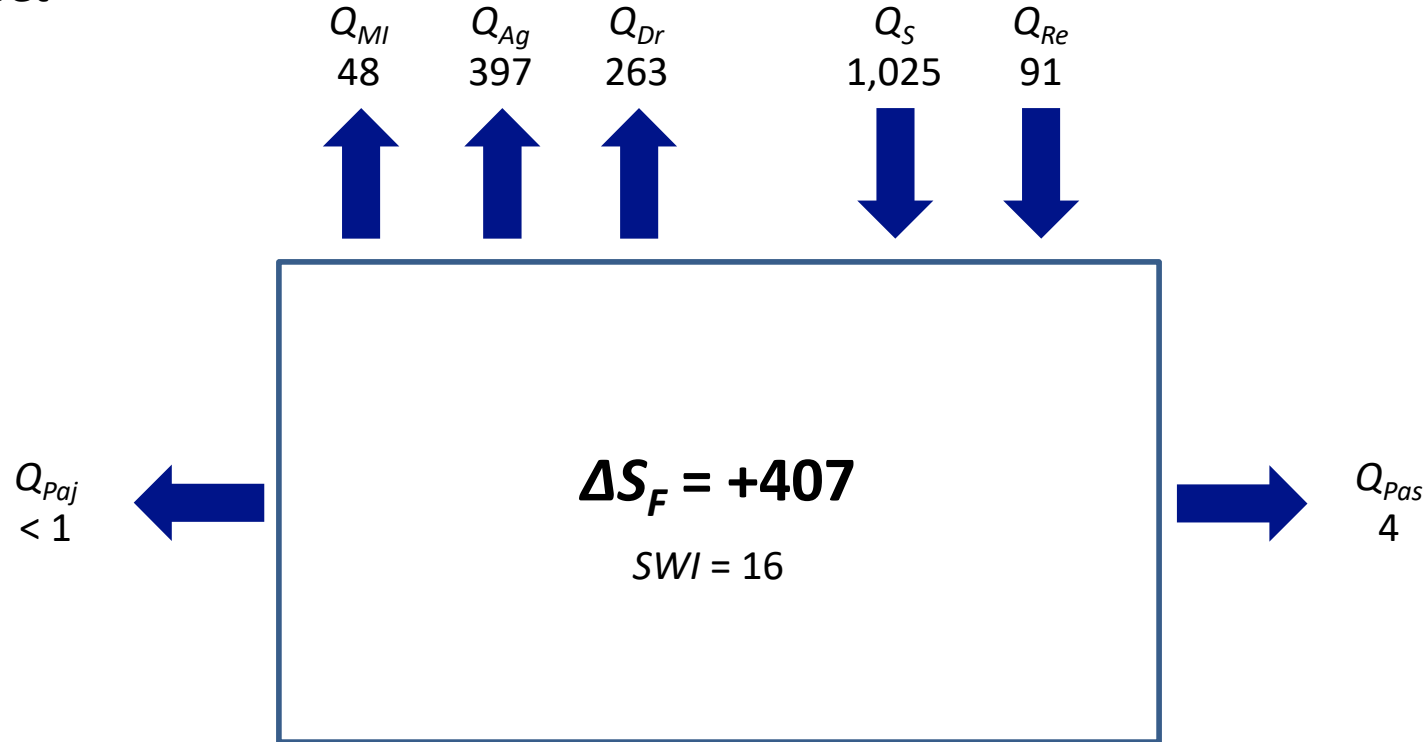 Q_MI Q_Ag Q_Dr Q_S Q_Re
48 397 263 1,025 91
Q_Paj
< 1
ΔS_F = +407
SWI = 16
Q_Pas
4